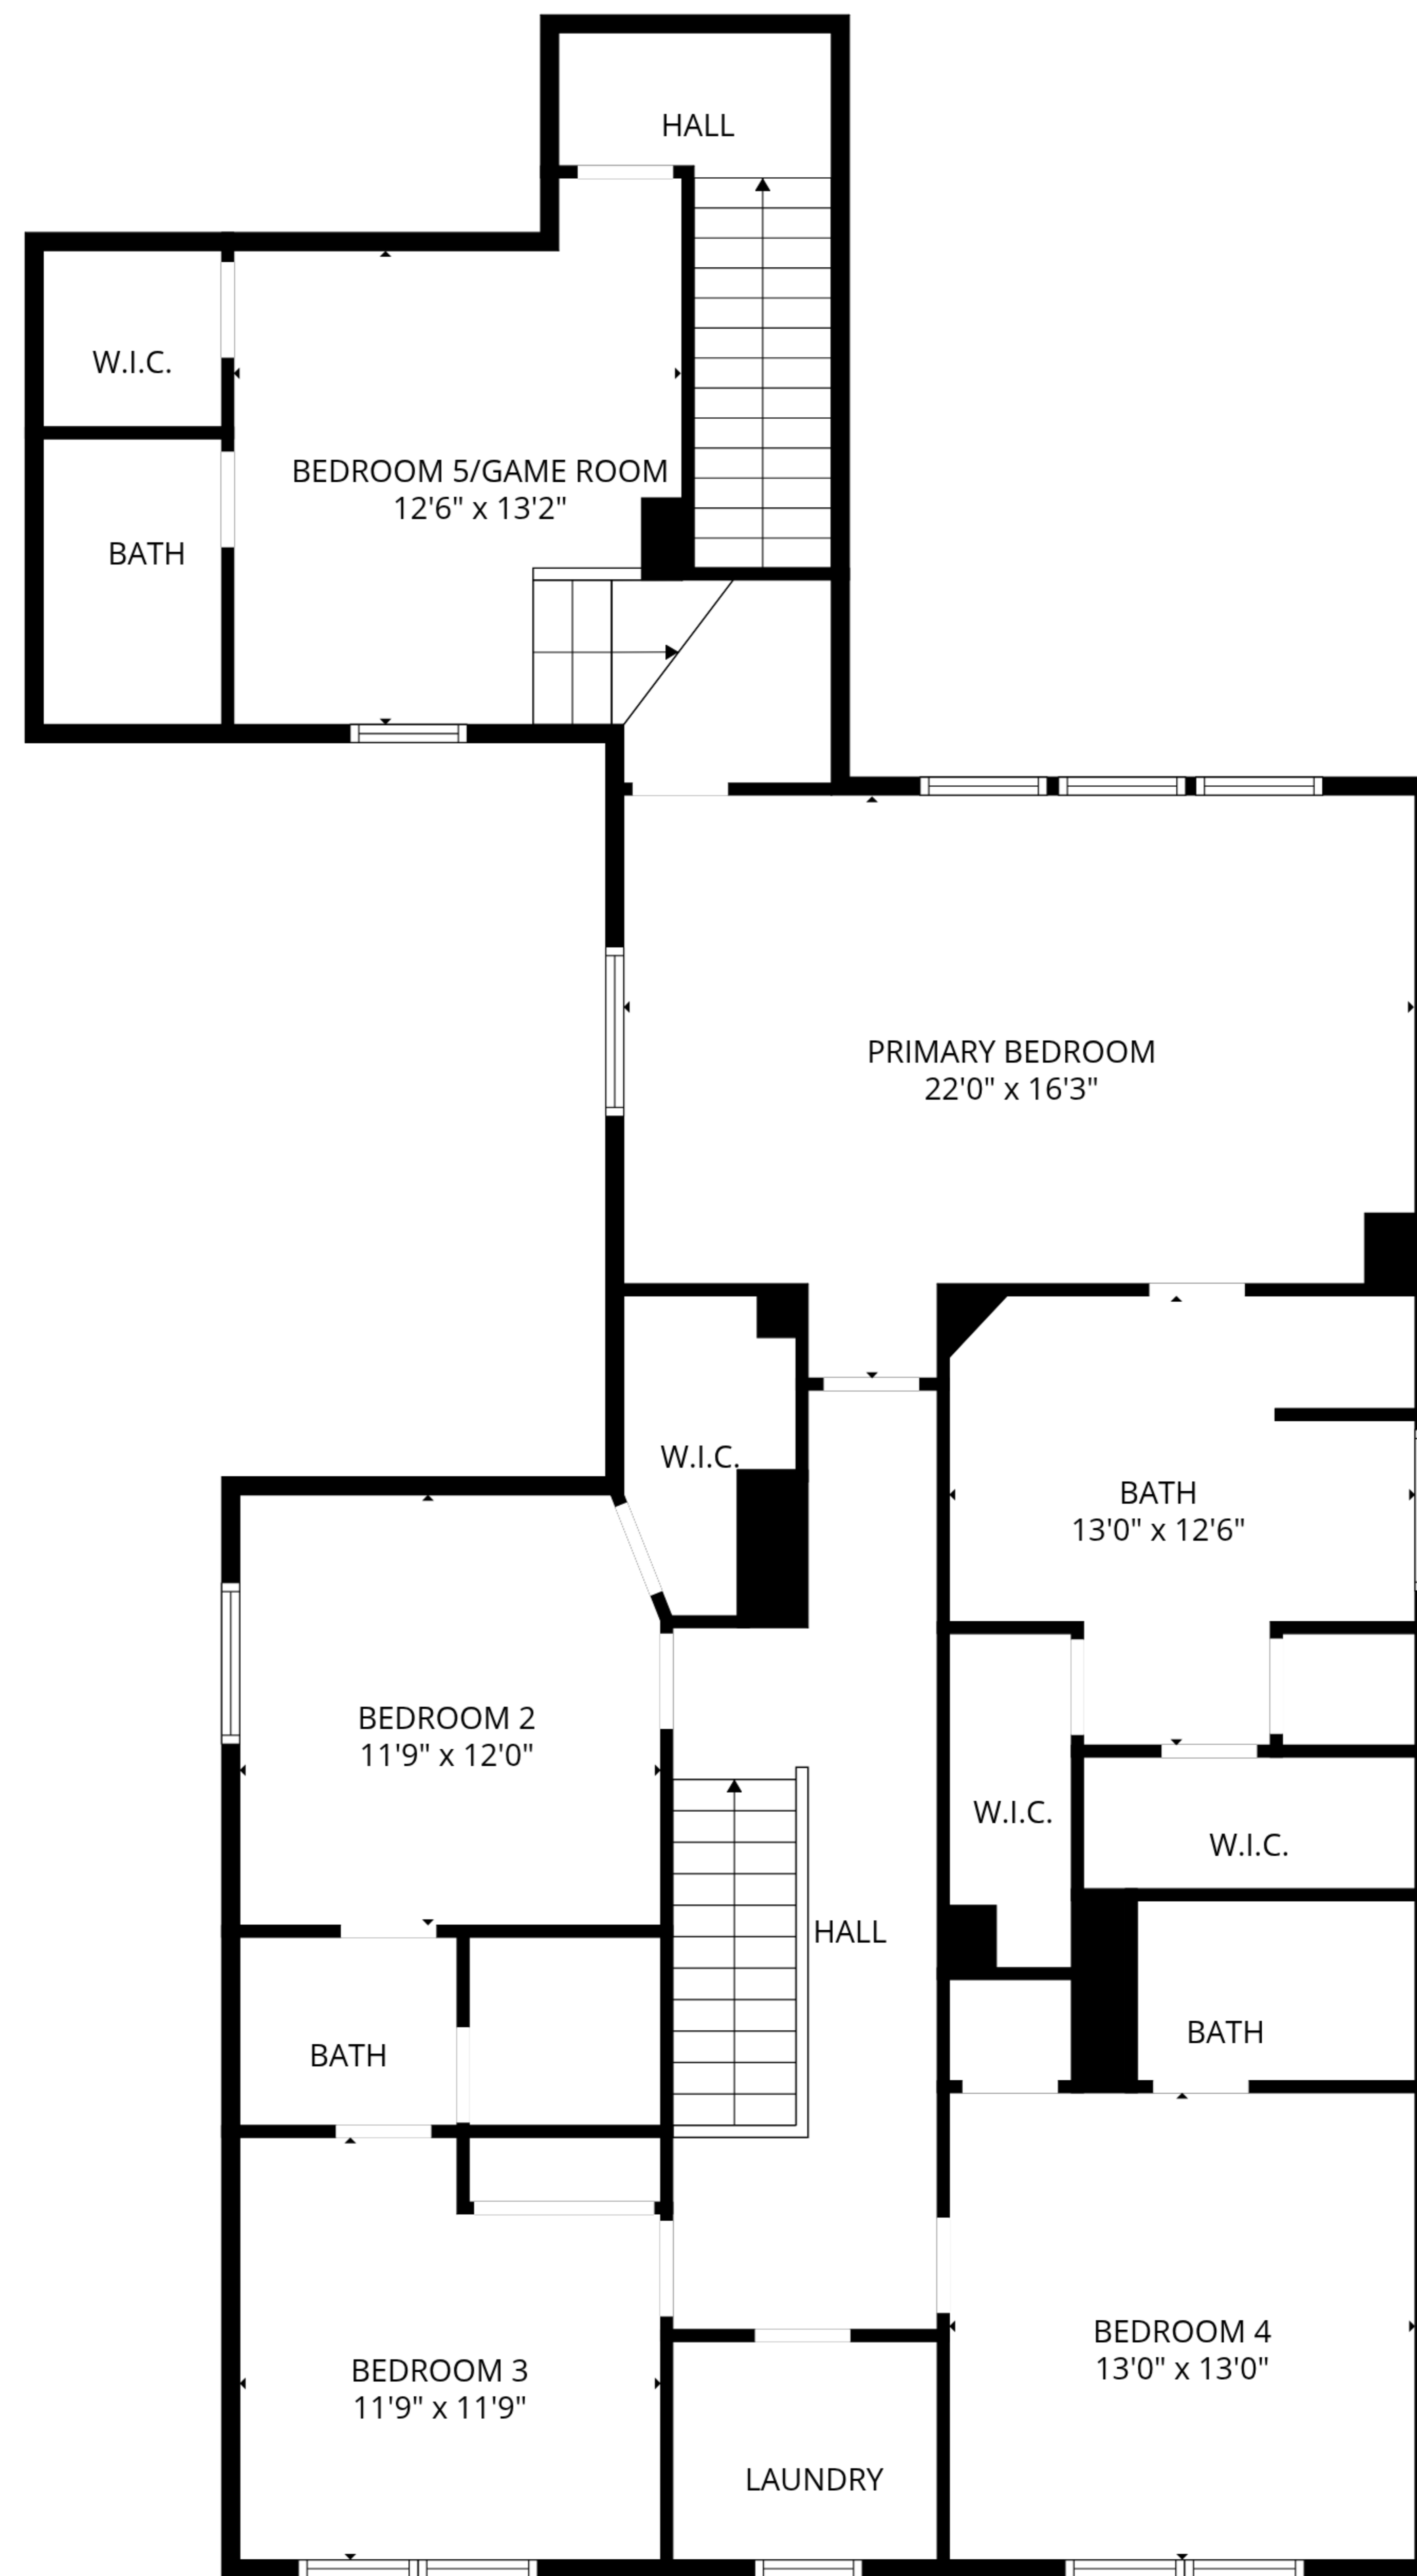 HALL
W.I.C.
BEDROOM 5/GAME ROOM
12'6" x 13'2"
BATH
PRIMARY BEDROOM
22'0" x 16'3"
W.I.C.
BATH
13'0" x 12'6"
BEDROOM 2
11'9" x 12'0"
W.I.C.
W.I.C.
HALL
BATH
BATH
BEDROOM 4
13'0" x 13'0"
BEDROOM 3
11'9" x 11'9"
LAUNDRY